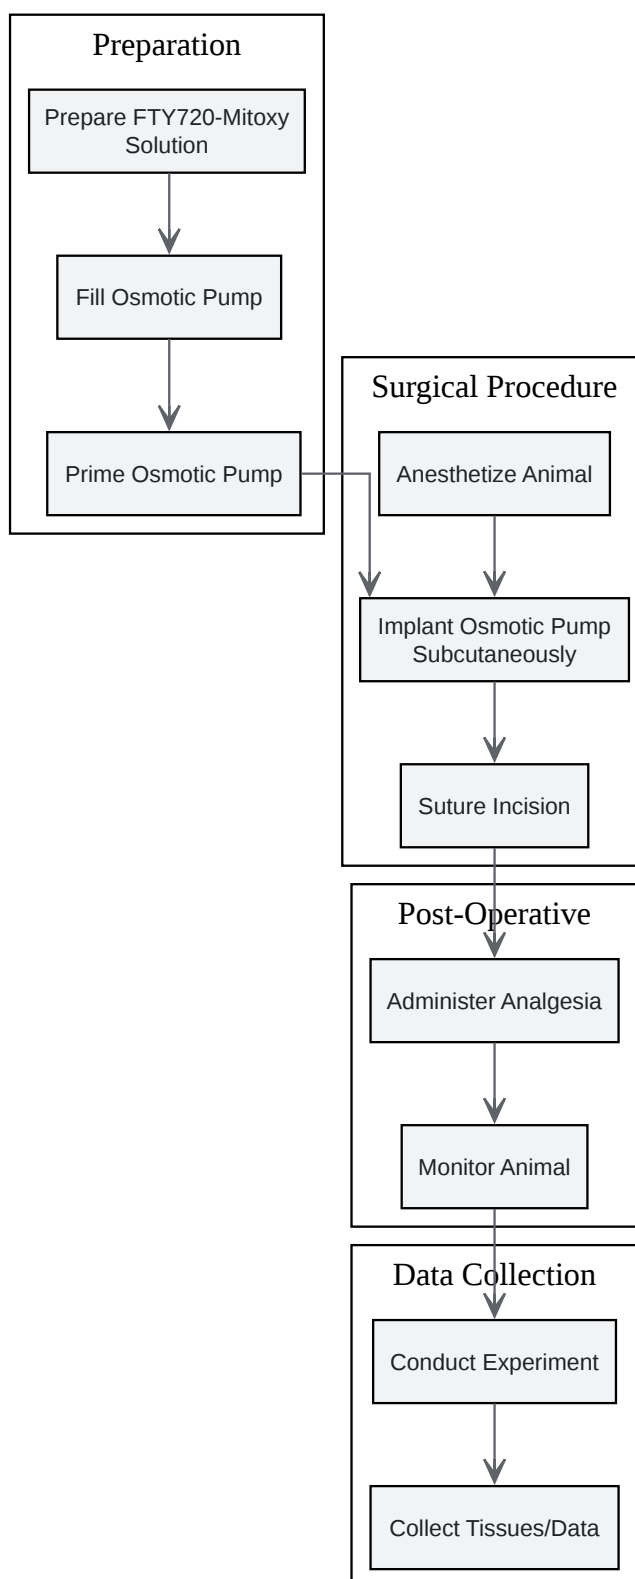 Preparation
Prepare FTY720-Mitoxy
Solution
Fill Osmotic Pump
Prime Osmotic Pump
Surgical Procedure
Anesthetize Animal
Implant Osmotic Pump
Subcutaneously
Suture Incision
Post-Operative
Administer Analgesia
Monitor Animal
Data Collection
Conduct Experiment
Collect Tissues/Data